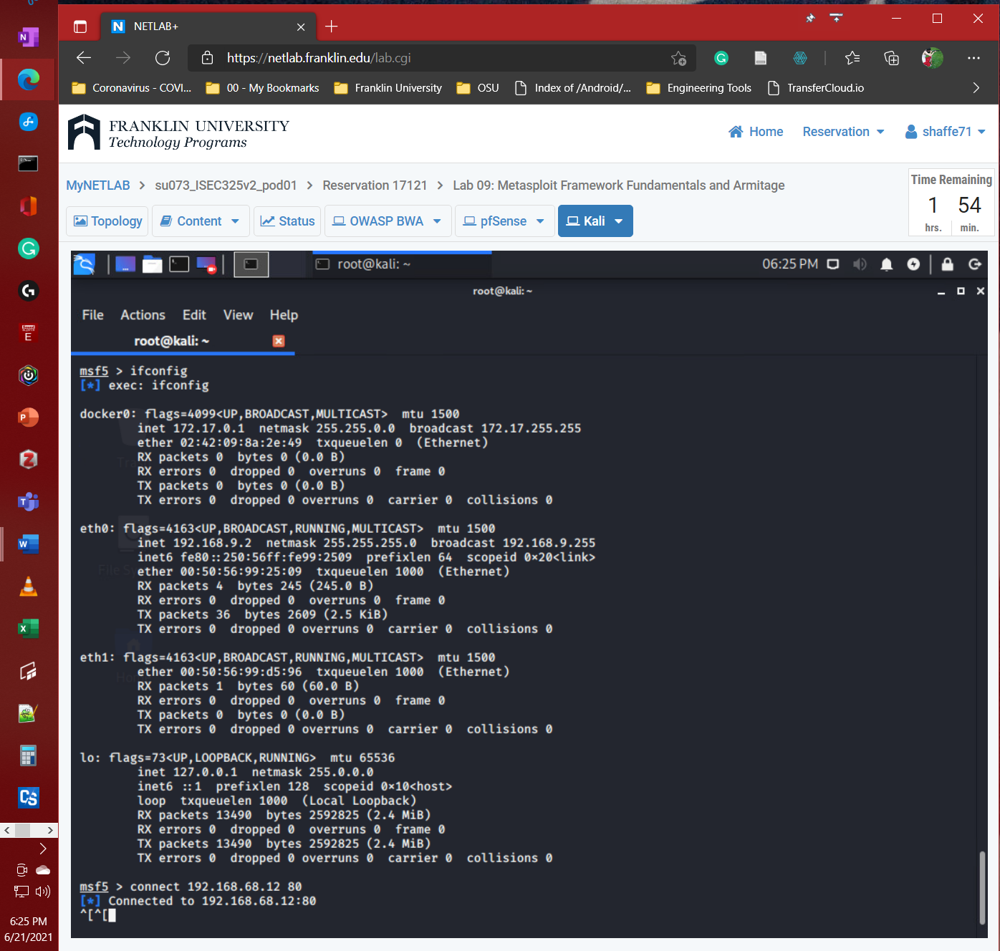 NETLAB+
https://netlab.franklin.edu/lab.cgi
Coronavirus - COVI...
00 - My Bookmarks
Franklin University
OSU
Index of /Android/...
Engineering Tools
TransferCloud.io
FRANKLIN UNIVERSITY
Technology Programs
Home
Reservation
shaffe71
MyNETLAB > su073_ISEC325v2_pod01 > Reservation 17121 > Lab 09: Metasploit Framework Fundamentals and Armitage
Time Remaining
1 54
hrs. min.
Topology
Content
Status
OWASP BWA
pfSense
Kali
root@kali: ~
06:25 PM
root@kali: ~
File Actions Edit View Help
root@kali: ~
msf5 > ifconfig
[*] exec: ifconfig
docker0: flags=4099<UP,BROADCAST,MULTICAST>  mtu 1500
        inet 172.17.0.1  netmask 255.255.0.0  broadcast 172.17.255.255
        ether 02:42:09:8a:2e:49  txqueuelen 0  (Ethernet)
        RX packets 0  bytes 0 (0.0 B)
        RX errors 0  dropped 0  overruns 0  frame 0
        TX packets 0  bytes 0 (0.0 B)
        TX errors 0  dropped 0 overruns 0  carrier 0  collisions 0
eth0: flags=4163<UP,BROADCAST,RUNNING,MULTICAST>  mtu 1500
        inet 192.168.9.2  netmask 255.255.255.0  broadcast 192.168.9.255
        inet6 fe80::250:56ff:fe99:2509  prefixlen 64  scopeid 0×20<link>
        ether 00:50:56:99:25:09  txqueuelen 1000  (Ethernet)
        RX packets 4  bytes 245 (245.0 B)
        RX errors 0  dropped 0  overruns 0  frame 0
        TX packets 36  bytes 2609 (2.5 KiB)
        TX errors 0  dropped 0 overruns 0  carrier 0  collisions 0
eth1: flags=4163<UP,BROADCAST,RUNNING,MULTICAST>  mtu 1500
        ether 00:50:56:99:d5:96  txqueuelen 1000  (Ethernet)
        RX packets 1  bytes 60 (60.0 B)
        RX errors 0  dropped 0  overruns 0  frame 0
        TX packets 0  bytes 0 (0.0 B)
        TX errors 0  dropped 0 overruns 0  carrier 0  collisions 0
lo: flags=73<UP,LOOPBACK,RUNNING>  mtu 65536
        inet 127.0.0.1  netmask 255.0.0.0
        inet6 ::1  prefixlen 128  scopeid 0×10<host>
        loop  txqueuelen 1000  (Local Loopback)
        RX packets 13490  bytes 2592825 (2.4 MiB)
        RX errors 0  dropped 0  overruns 0  frame 0
        TX packets 13490  bytes 2592825 (2.4 MiB)
        TX errors 0  dropped 0 overruns 0  carrier 0  collisions 0
msf5 > connect 192.168.68.12 80
[*] Connected to 192.168.68.12:80
^[^[
6:25 PM
6/21/2021